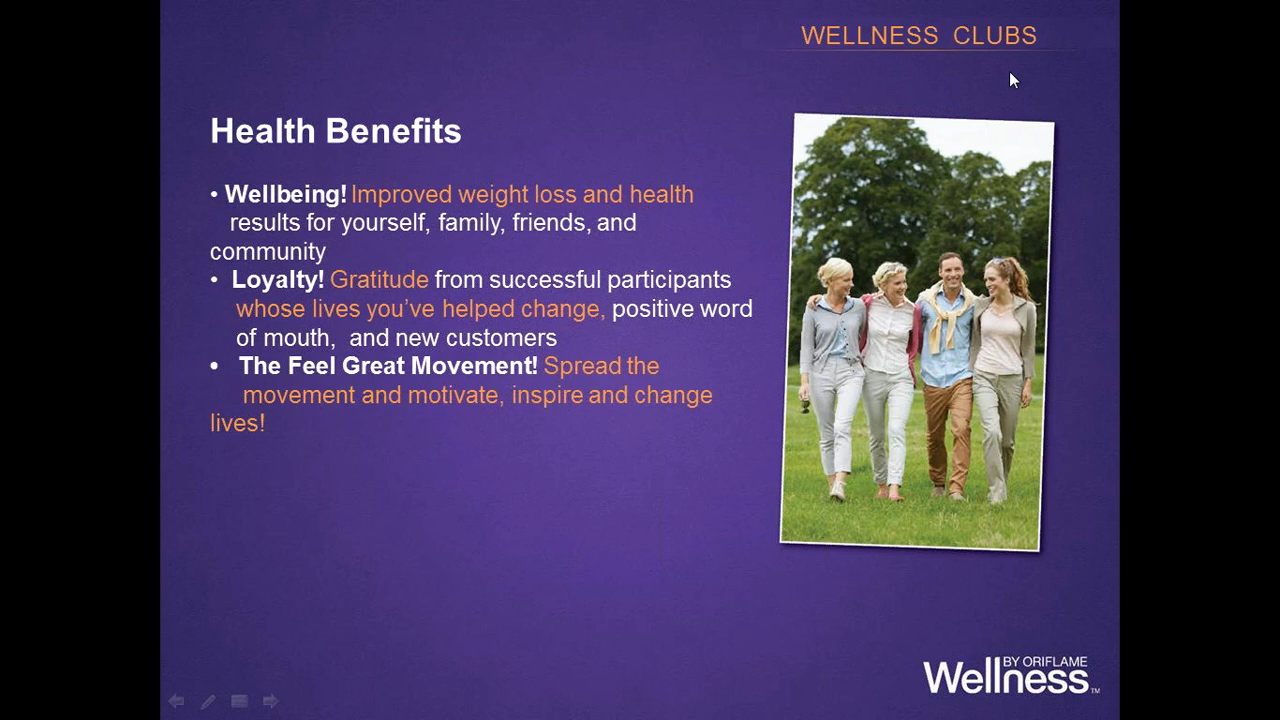 WELLNESS CLUBS
Health Benefits
• Wellbeing! Improved weight loss and health
results for yourself, family, friends, and
community
• Loyalty! Gratitude from successful participants
whose lives you’ve helped change, positive word
of mouth, and new customers
• The Feel Great Movement! Spread the
movement and motivate, inspire and change
lives!
BY ORIFLAME
Wellness™